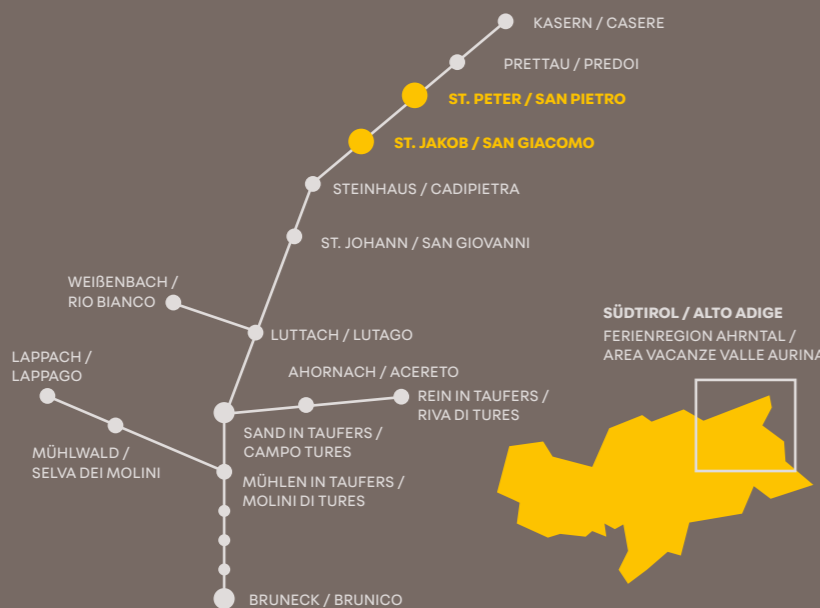 KASERN / CASERE
PRETTAU / PREDOI
ST. PETER / SAN PIETRO
ST. JAKOB / SAN GIACOMO
STEINHAUS / CADIPIETRA
ST. JOHANN / SAN GIOVANNI
WEIßENBACH /
RIO BIANCO
LUTTACH / LUTAGO
LAPPACH /
LAPPAGO
AHORNACH / ACERETO
REIN IN TAUFERS /
RIVA DI TURES
SAND IN TAUFERS /
CAMPO TURES
MÜHLWALD /
SELVA DEI MOLINI
MÜHLEN IN TAUFERS /
MOLINI DI TURES
BRUNECK / BRUNICO
SÜDTIROL / ALTO ADIGE
FERIENREGION AHRNTAL /
AREA VACANZE VALLE AURINA